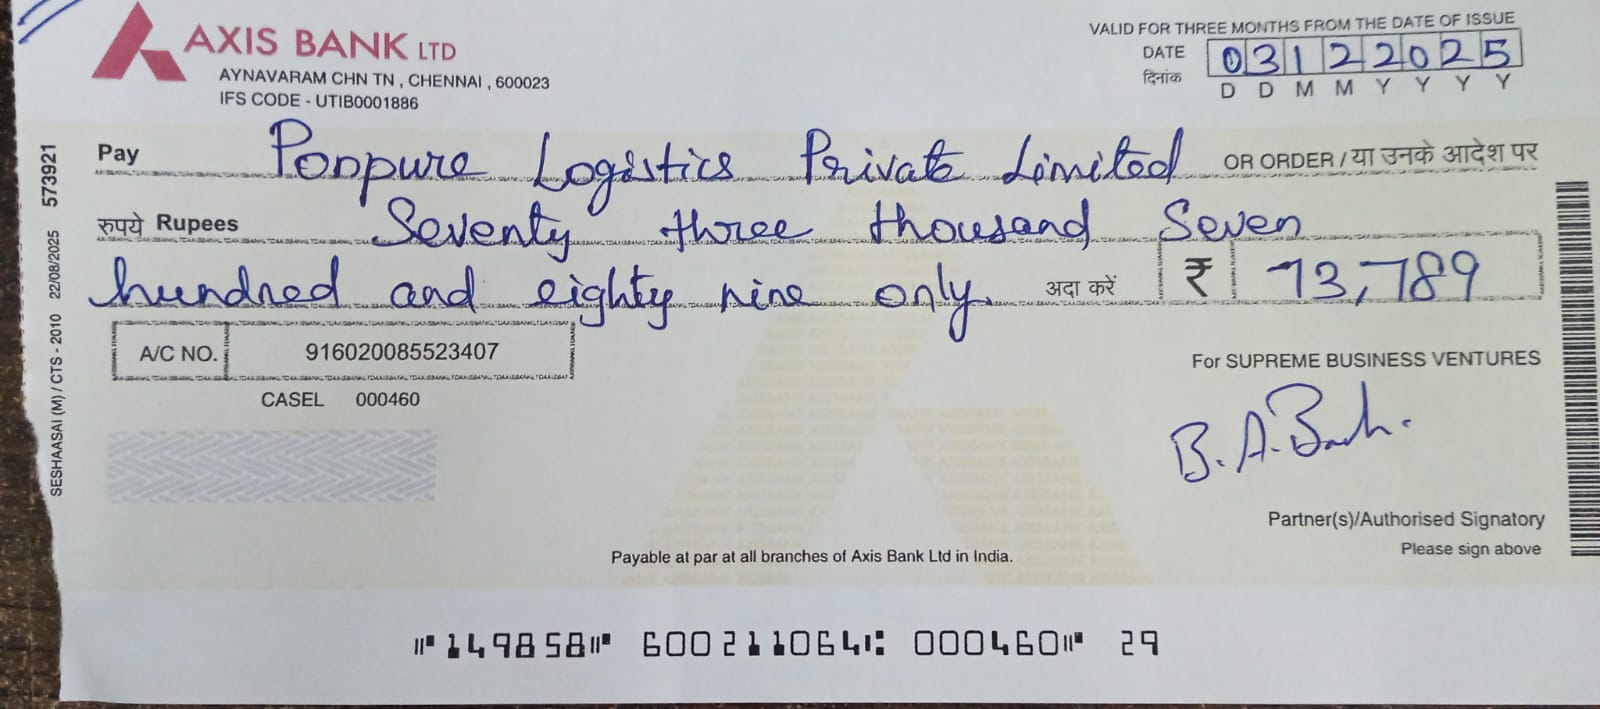 AXIS BANK LTD
AYNAVARAM CHN TN , CHENNAI , 600023
IFS CODE - UTIB0001886
VALID FOR THREE MONTHS FROM THE DATE OF ISSUE
DATE 03122025
दिनांक D D M M Y Y Y Y
Pay Ponpure Logistics Private Limited OR ORDER / या उनके आदेश पर
रुपये Rupees Seventy three thousand Seven
hundred and eighty nine only. अदा करें ₹ 73,789
A/C NO. 916020085523407
CASEL 000460
For SUPREME BUSINESS VENTURES
Partner(s)/Authorised Signatory
Please sign above
Payable at par at all branches of Axis Bank Ltd in India.
⑈149858⑈ 600211064⑆ 000460⑈ 29
SESHAASAI (M) / CTS - 2010 22/08/2025 573921